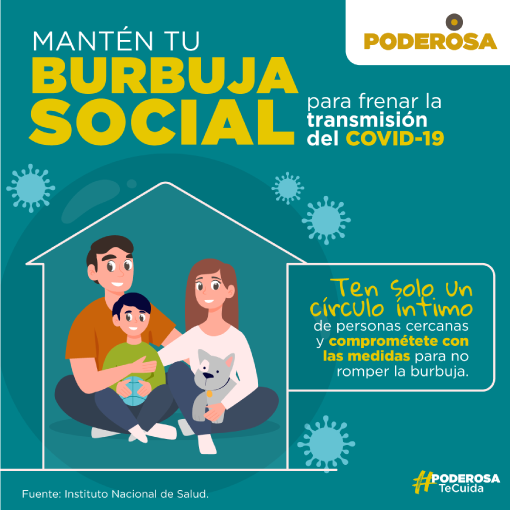 PODEROSA
MANTÉN TU
BURBUJA
SOCIAL
para frenar la
transmisión
del COVID-19
Ten solo un
círculo íntimo
de personas cercanas
y comprométete con
las medidas para no
romper la burbuja.
#PODEROSA
TeCuida
Fuente: Instituto Nacional de Salud.